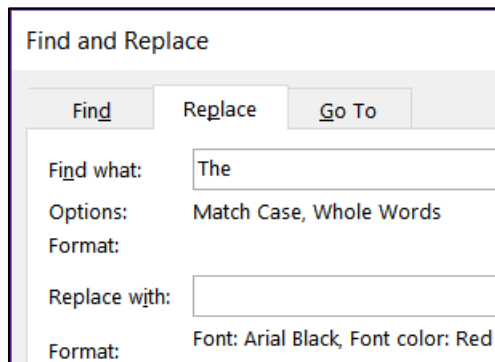 Find and Replace
Find Replace Go To
Find what: The
Options: Match Case, Whole Words
Format:
Replace with:
Format: Font: Arial Black, Font color: Red